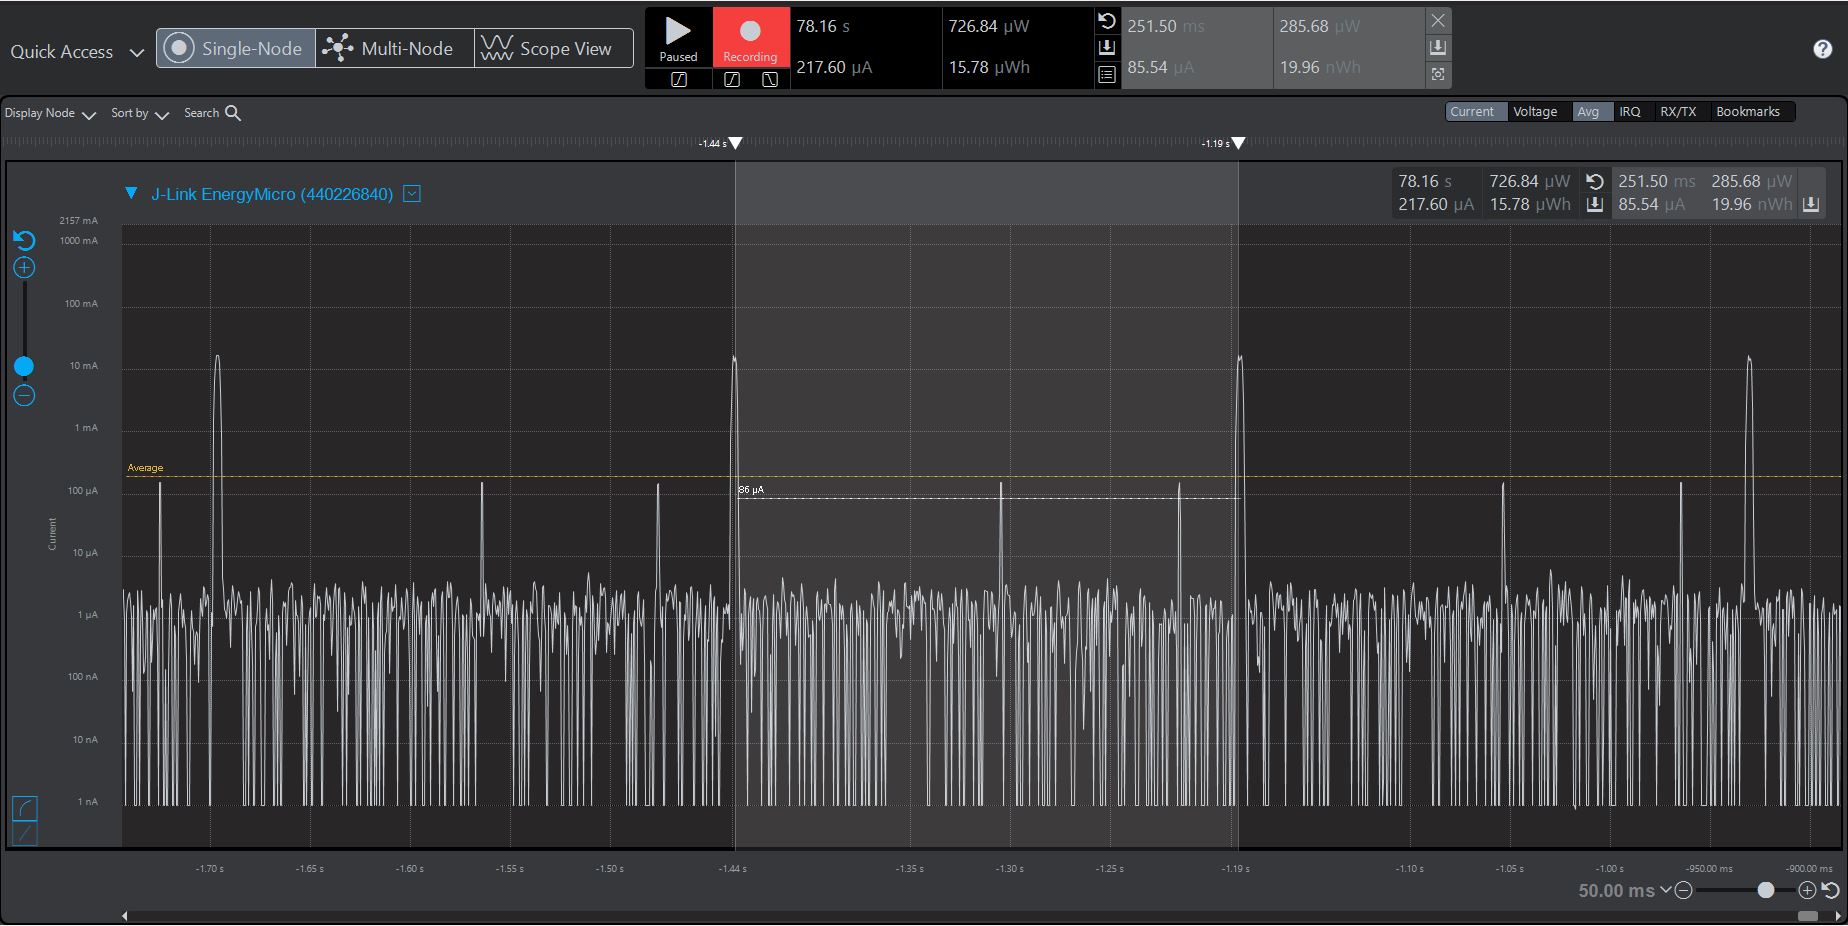 Quick Access
Single-Node
Multi-Node
Scope View
Paused
Recording
78.16 s
726.84 µW
217.60 µA
15.78 µWh
251.50 ms
285.68 µW
85.54 µA
19.96 nWh
?
Display Node
Sort by
Search
Current
Voltage
Avg
IRQ
RX/TX
Bookmarks
-1.44 s
-1.19 s
J-Link EnergyMicro (440226840)
78.16 s
726.84 µW
251.50 ms
285.68 µW
217.60 µA
15.78 µWh
85.54 µA
19.96 nWh
2157 mA
1000 mA
100 mA
10 mA
1 mA
100 µA
10 µA
1 µA
100 nA
10 nA
1 nA
Current
Average
86 µA
-1.70 s
-1.65 s
-1.60 s
-1.55 s
-1.50 s
-1.44 s
-1.35 s
-1.30 s
-1.25 s
-1.19 s
-1.10 s
-1.05 s
-1.00 s
-950.00 ms
-900.00 ms
50.00 ms